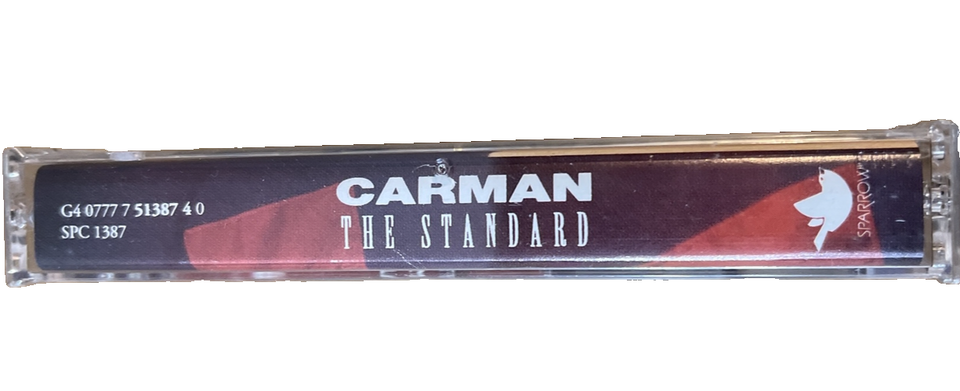 G4 0777 7 51387 4 0
SPC 1387
CARMAN
THE STANDARD
SPARROW